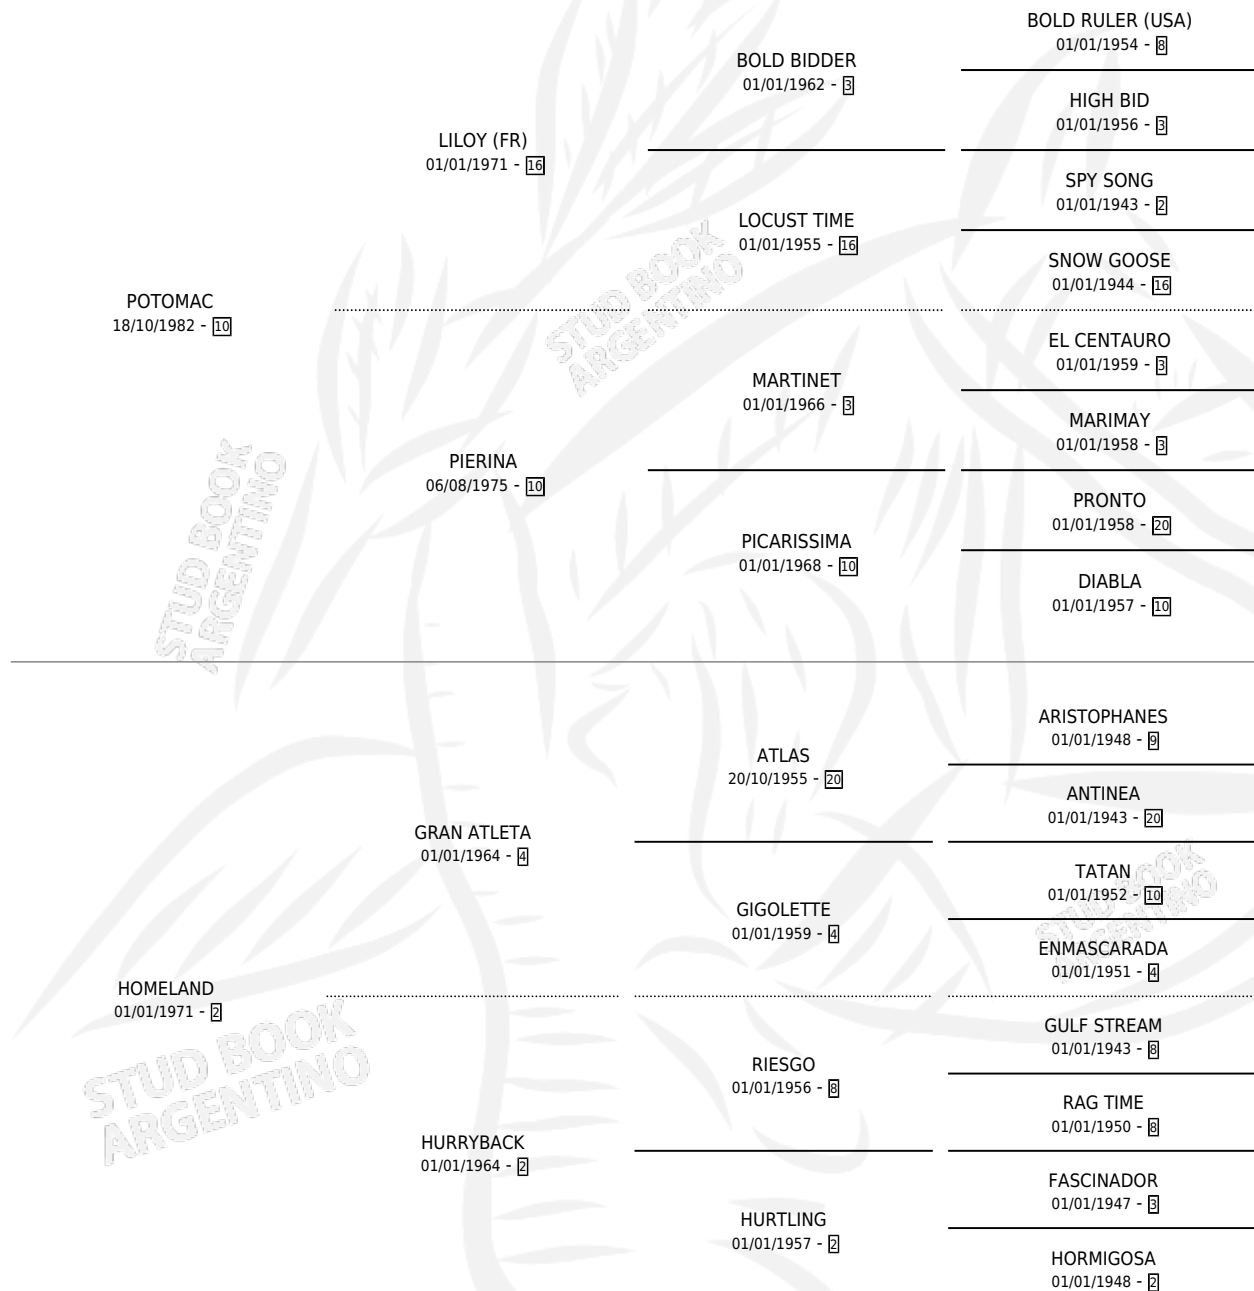 BOLD RULER (USA)
01/01/1954 - 8
BOLD BIDDER
01/01/1962 - 3
HIGH BID
01/01/1956 - 3
LILOY (FR)
01/01/1971 - 16
SPY SONG
01/01/1943 - 2
LOCUST TIME
01/01/1955 - 16
SNOW GOOSE
01/01/1944 - 16
POTOMAC
18/10/1982 - 10
EL CENTAURO
01/01/1959 - 3
MARTINET
01/01/1966 - 3
MARIMAY
01/01/1958 - 3
PIERINA
06/08/1975 - 10
PRONTO
01/01/1958 - 20
PICARISSIMA
01/01/1968 - 10
DIABLA
01/01/1957 - 10
ARISTOPHANES
01/01/1948 - 9
ATLAS
20/10/1955 - 20
ANTINEA
01/01/1943 - 20
GRAN ATLETA
01/01/1964 - 4
TATAN
01/01/1952 - 10
GIGOLETTE
01/01/1959 - 4
ENMASCARADA
01/01/1951 - 4
HOMELAND
01/01/1971 - 2
GULF STREAM
01/01/1943 - 8
RIESGO
01/01/1956 - 8
RAG TIME
01/01/1950 - 8
HURRYBACK
01/01/1964 - 2
FASCINADOR
01/01/1947 - 3
HURTLING
01/01/1957 - 2
HORMIGOSA
01/01/1948 - 2
STUD BOOK
ARGENTINO
STUD BOOK
ARGENTINO
STUD BOOK
ARGENTINO
STUD BOOK
ARGENTINO